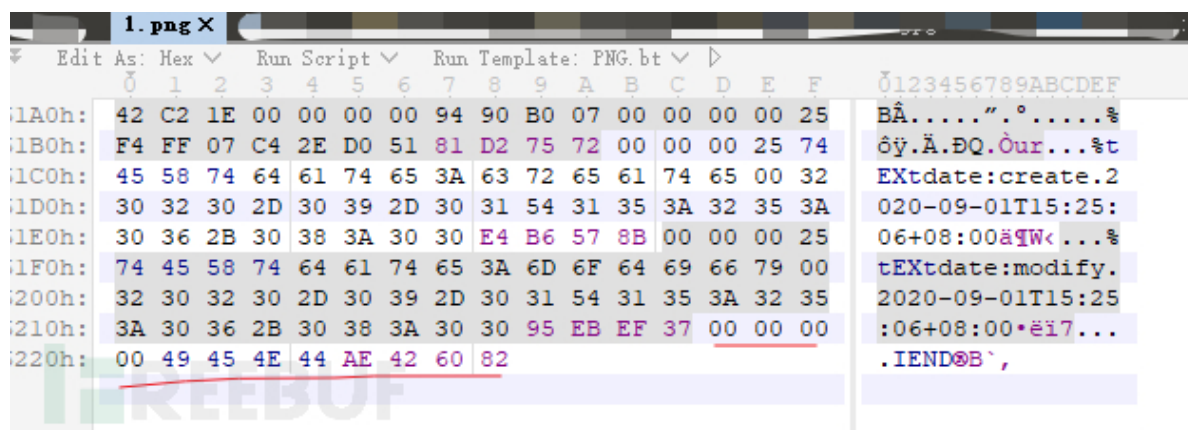 1.png X
Edit As: Hex Run Script Run Template: PNG.bt
0 1 2 3 4 5 6 7 8 9 A B C D E F 0123456789ABCDEF
51A0h: 42 C2 1E 00 00 00 00 94 90 B0 07 00 00 00 00 25 BÂ.....".°.....%
51B0h: F4 FF 07 C4 2E D0 51 81 D2 75 72 00 00 00 25 74 ôÿ.Ä.ÐQ.Òur...%t
51C0h: 45 58 74 64 61 74 65 3A 63 72 65 61 74 65 00 32 EXtdate:create.2
51D0h: 30 32 30 2D 30 39 2D 30 31 54 31 35 3A 32 35 3A 020-09-01T15:25:
51E0h: 30 36 2B 30 38 3A 30 30 E4 B6 57 8B 00 00 00 25 06+08:00ä¶W‹...%
51F0h: 74 45 58 74 64 61 74 65 3A 6D 6F 64 69 66 79 00 tEXtdate:modify.
5200h: 32 30 32 30 2D 30 39 2D 30 31 54 31 35 3A 32 35 2020-09-01T15:25
5210h: 3A 30 36 2B 30 38 3A 30 30 95 EB EF 37 00 00 00 :06+08:00•ëï7...
5220h: 00 49 45 4E 44 AE 42 60 82 .IEND®B`‚
FREEBUF